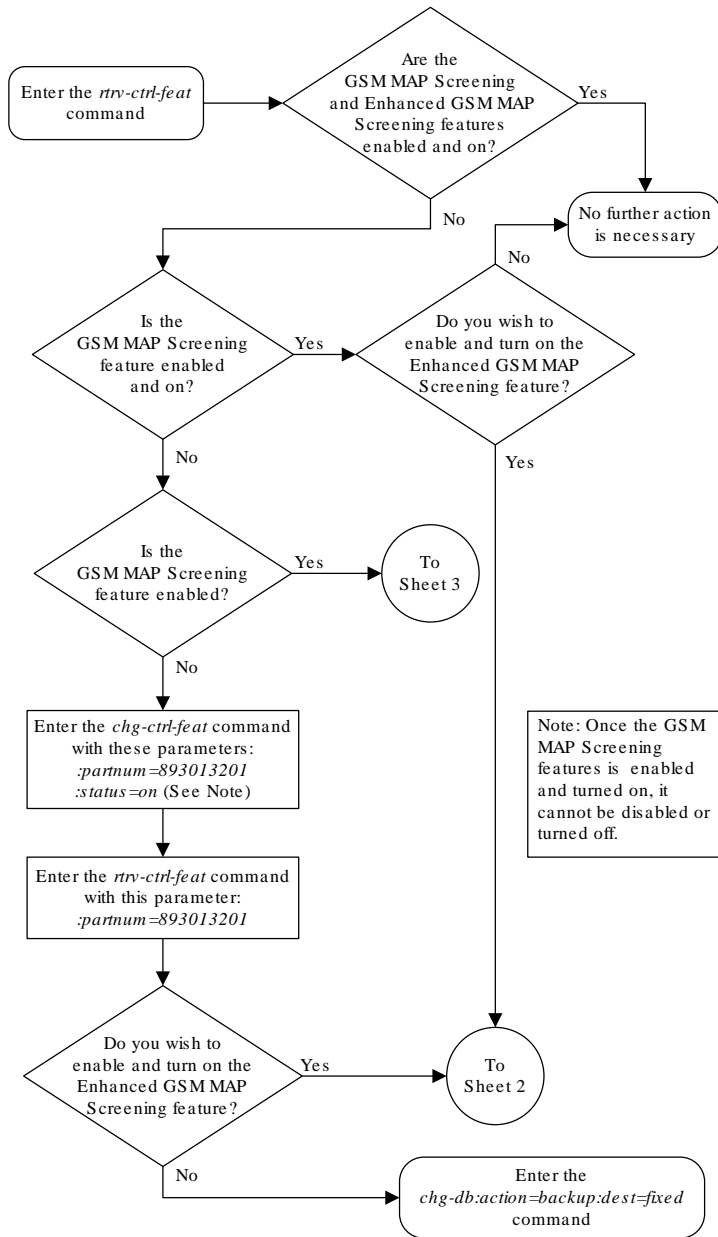 Enter the rtrv-ctrl-feat
command
Are the
GSM MAP Screening
and Enhanced GSM MAP
Screening features
enabled and on?
Yes
No
No further action
is necessary
No
Is the
GSM MAP Screening
feature enabled
and on?
Yes
Do you wish to
enable and turn on the
Enhanced GSM MAP
Screening feature?
No
Yes
Is the
GSM MAP Screening
feature enabled?
Yes
To
Sheet 3
No
Enter the chg-ctrl-feat command
with these parameters:
:partnum=893013201
:status=on (See Note)
Note: Once the GSM
MAP Screening
features is enabled
and turned on, it
cannot be disabled or
turned off.
Enter the rtrv-ctrl-feat command
with this parameter:
:partnum=893013201
Do you wish to
enable and turn on the
Enhanced GSM MAP
Screening feature?
Yes
To
Sheet 2
No
Enter the
chg-db:action=backup:dest=fixed
command